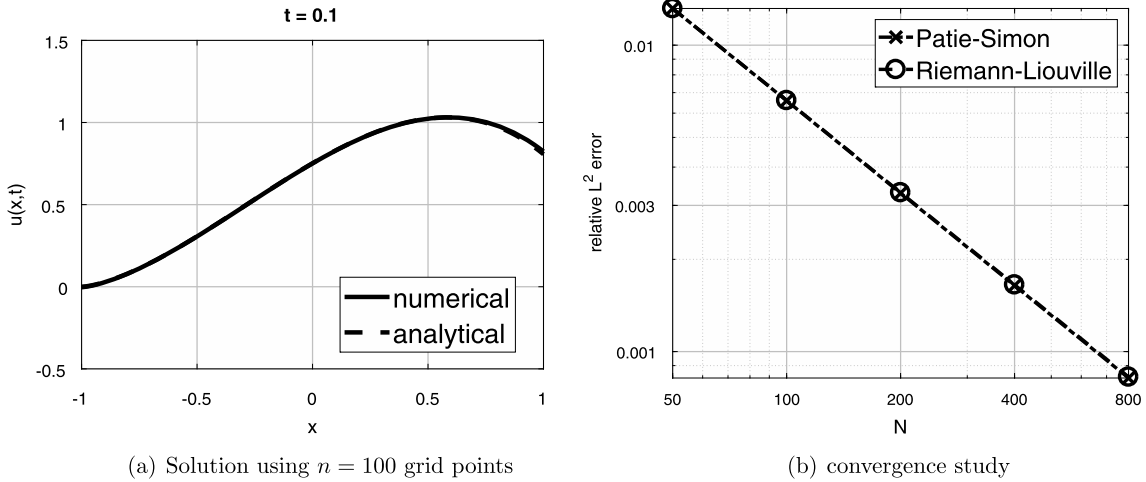 t = 0.1
1.5
1
0.5
0
-0.5
u(x,t)
numerical
analytical
-1
-0.5
0
0.5
1
x
(a) Solution using n = 100 grid points
0.01
0.003
0.001
relative L² error
Patie-Simon
Riemann-Liouville
50
100
200
400
800
N
(b) convergence study